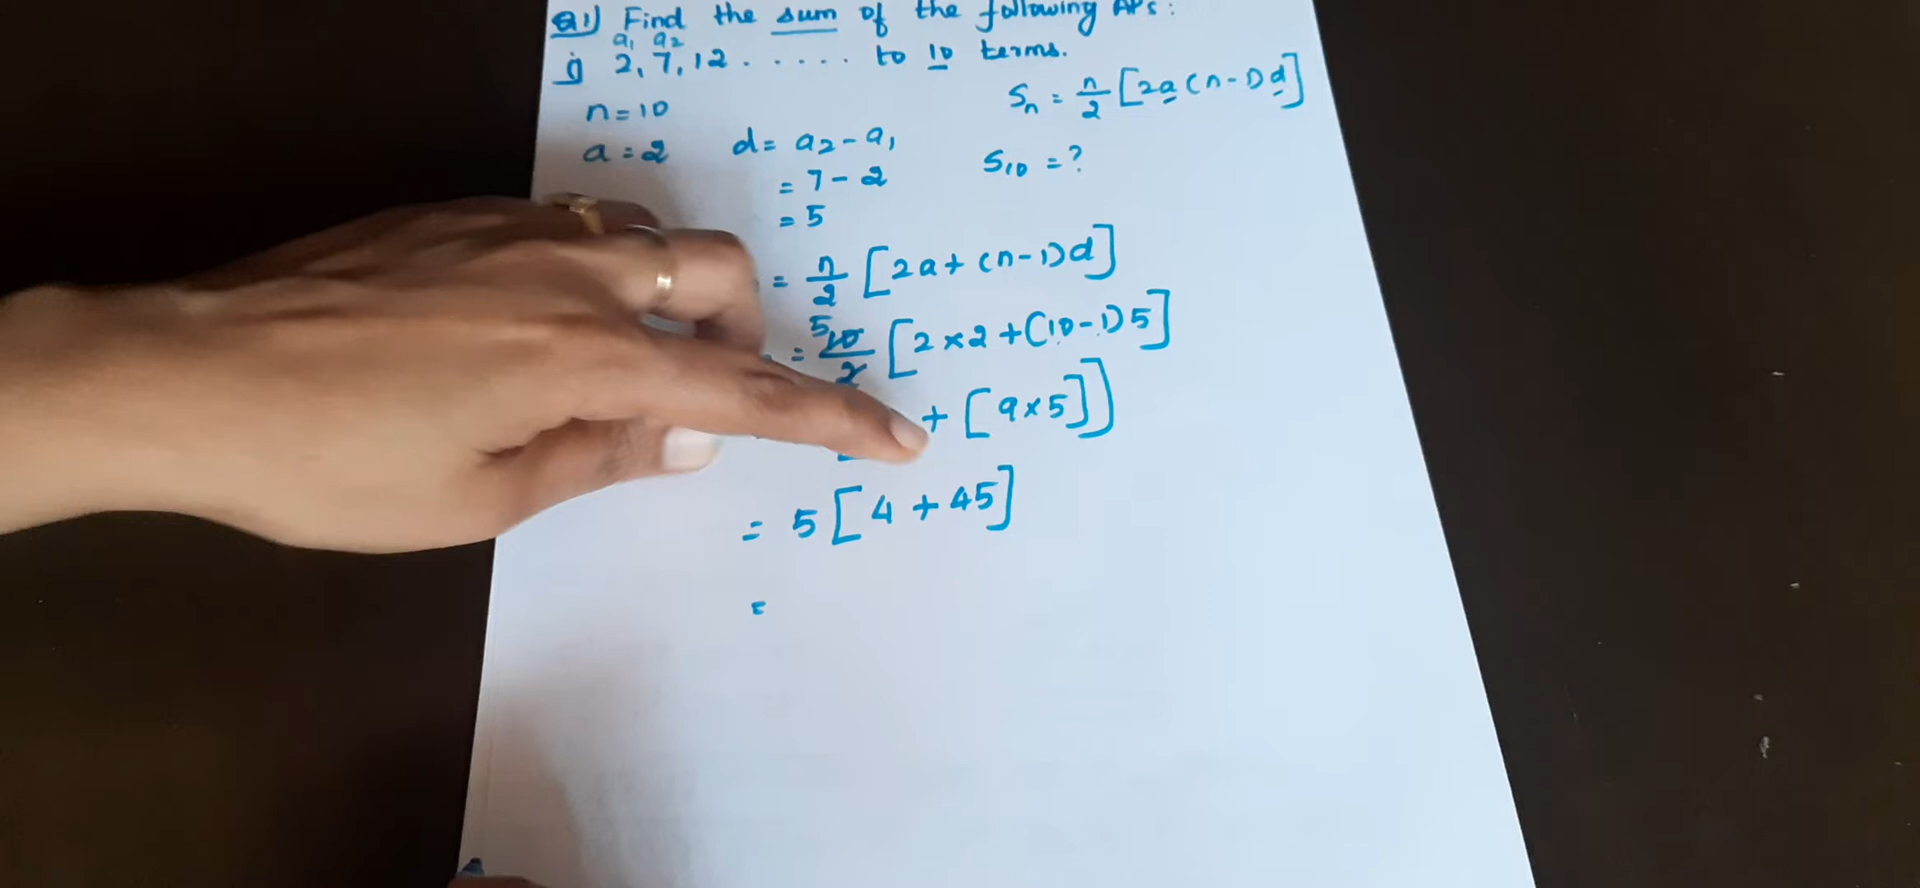 Q1) Find the sum of the following APs:
a₁ a₂
i) 2, 7, 12 . . . . . . to 10 terms.
n = 10
Sₙ = n/2 [2a (n-1) d]
a = 2
d = a₂ - a₁
S₁₀ = ?
= 7 - 2
= 5
= n/2 [2a + (n-1)d]
5
= 10/2 [2 × 2 + (10-1) 5]
+ [9 × 5]]
= 5 [4 + 45]
=